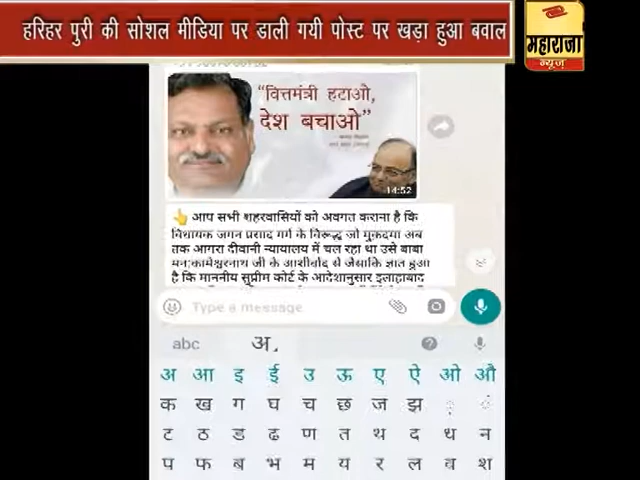 हरिहर पुरी की सोशल मीडिया पर डाली गयी पोस्ट पर खड़ा हुआ बवाल
महाराजा
न्यूज़
"वित्तमंत्री हटाओ,
देश बचाओ"
14:52
👆 आप सभी शहरवासियों को अवगत कराना है कि
विधायक जगन प्रसाद गर्ग के विरूद्ध जो मुकदमा अब
तक आगरा दीवानी न्यायालय में चल रहा था उसे बाबा
मनःकामेश्वरनाथ जी के आशीर्वाद से जैसाकि ज्ञात हुआ
है कि माननीय सुप्रीम कोर्ट के आदेशानुसार इलाहाबाद
Type a message
abc
अ
अ आ इ ई उ ऊ ए ऐ ओ औ
क ख ग घ च छ ज झ ़ ं
ट ठ ड ढ ण त थ द ध न
प फ ब भ म य र ल व श